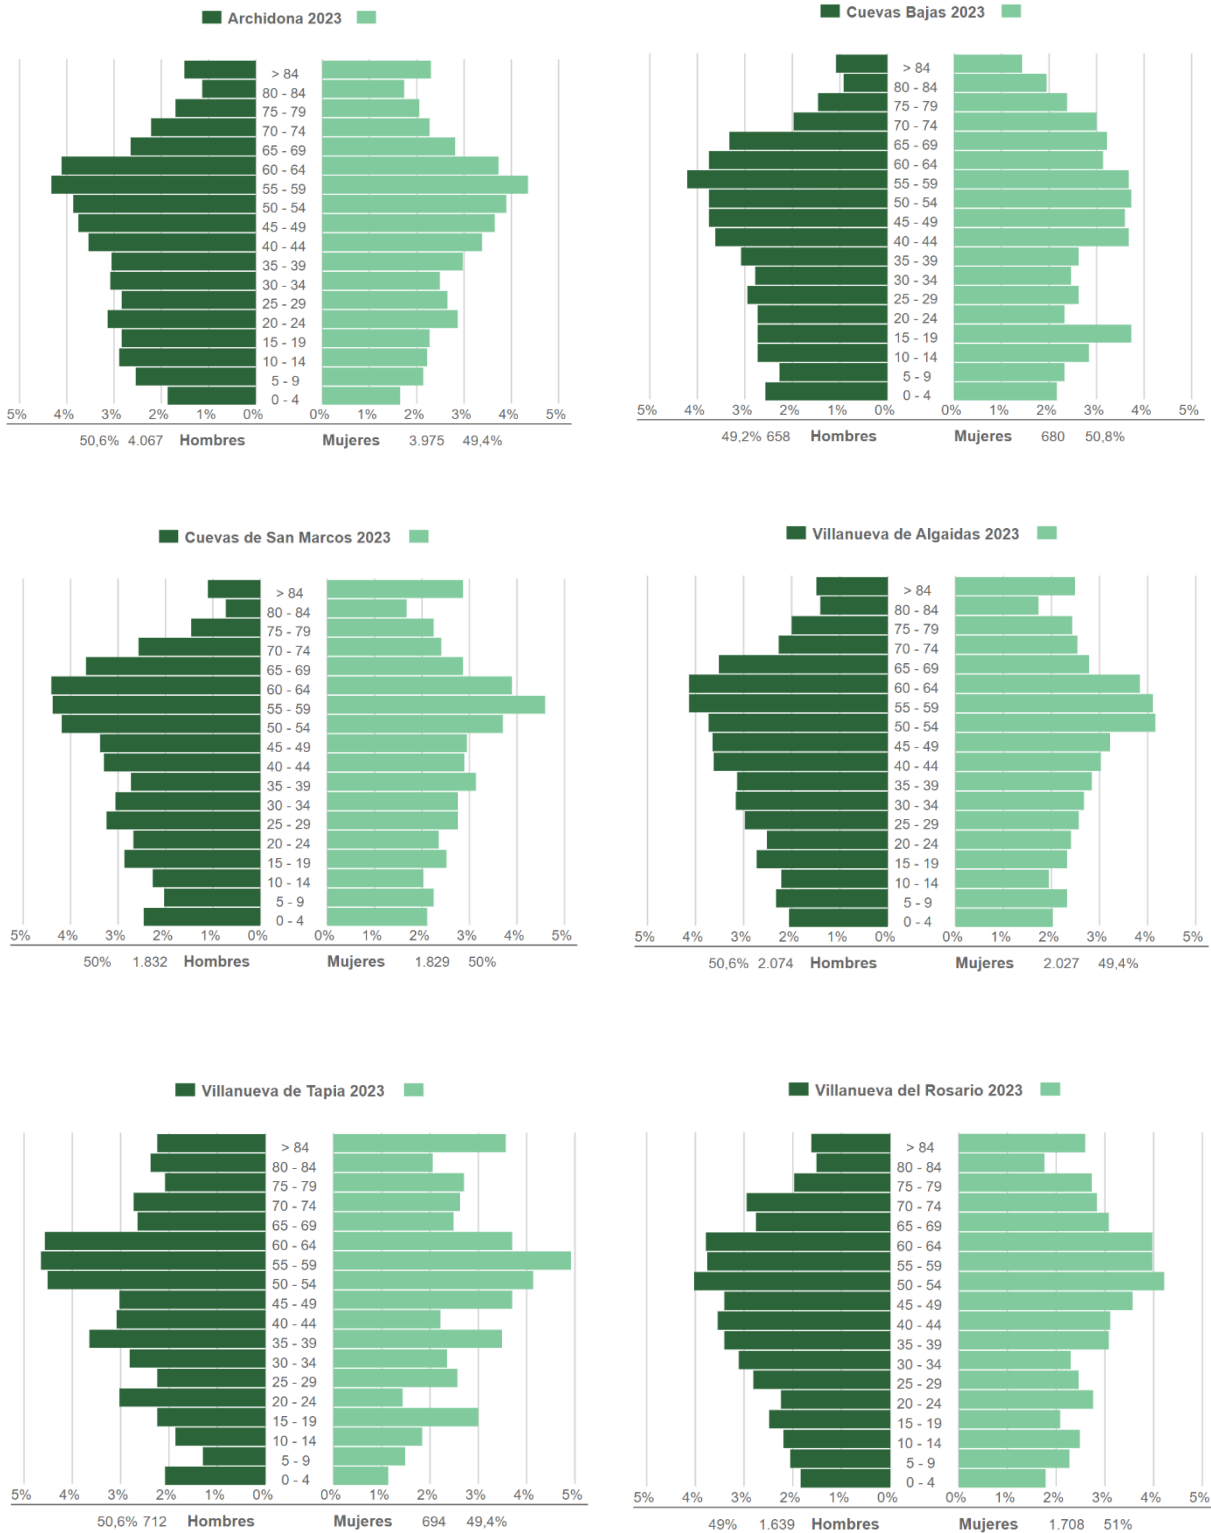 Archidona 2023
> 84
80 - 84
75 - 79
70 - 74
65 - 69
60 - 64
55 - 59
50 - 54
45 - 49
40 - 44
35 - 39
30 - 34
25 - 29
20 - 24
15 - 19
10 - 14
5 - 9
0 - 4
5% 4% 3% 2% 1% 0% 0% 1% 2% 3% 4% 5%
50,6% 4.067 Hombres Mujeres 3.975 49,4%
Cuevas Bajas 2023
> 84
80 - 84
75 - 79
70 - 74
65 - 69
60 - 64
55 - 59
50 - 54
45 - 49
40 - 44
35 - 39
30 - 34
25 - 29
20 - 24
15 - 19
10 - 14
5 - 9
0 - 4
5% 4% 3% 2% 1% 0% 0% 1% 2% 3% 4% 5%
49,2% 658 Hombres Mujeres 680 50,8%
Cuevas de San Marcos 2023
> 84
80 - 84
75 - 79
70 - 74
65 - 69
60 - 64
55 - 59
50 - 54
45 - 49
40 - 44
35 - 39
30 - 34
25 - 29
20 - 24
15 - 19
10 - 14
5 - 9
0 - 4
5% 4% 3% 2% 1% 0% 0% 1% 2% 3% 4% 5%
50% 1.832 Hombres Mujeres 1.829 50%
Villanueva de Algaidas 2023
> 84
80 - 84
75 - 79
70 - 74
65 - 69
60 - 64
55 - 59
50 - 54
45 - 49
40 - 44
35 - 39
30 - 34
25 - 29
20 - 24
15 - 19
10 - 14
5 - 9
0 - 4
5% 4% 3% 2% 1% 0% 0% 1% 2% 3% 4% 5%
50,6% 2.074 Hombres Mujeres 2.027 49,4%
Villanueva de Tapia 2023
> 84
80 - 84
75 - 79
70 - 74
65 - 69
60 - 64
55 - 59
50 - 54
45 - 49
40 - 44
35 - 39
30 - 34
25 - 29
20 - 24
15 - 19
10 - 14
5 - 9
0 - 4
5% 4% 3% 2% 1% 0% 0% 1% 2% 3% 4% 5%
50,6% 712 Hombres Mujeres 694 49,4%
Villanueva del Rosario 2023
> 84
80 - 84
75 - 79
70 - 74
65 - 69
60 - 64
55 - 59
50 - 54
45 - 49
40 - 44
35 - 39
30 - 34
25 - 29
20 - 24
15 - 19
10 - 14
5 - 9
0 - 4
5% 4% 3% 2% 1% 0% 0% 1% 2% 3% 4% 5%
49% 1.639 Hombres Mujeres 1.708 51%